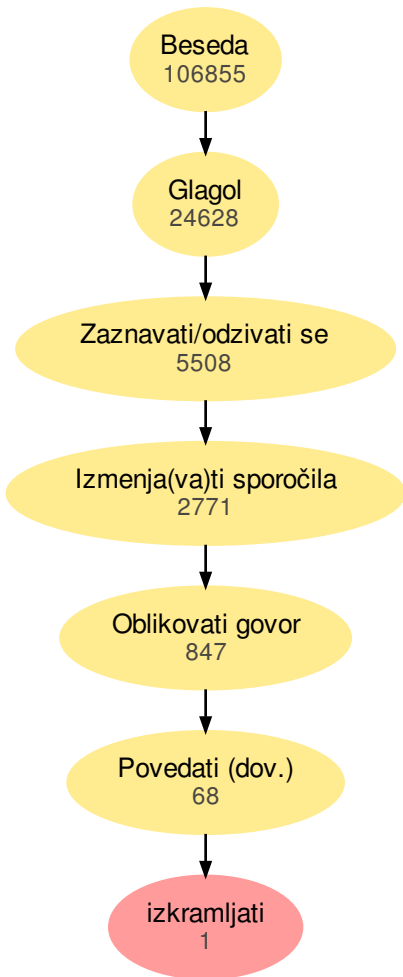 Beseda
106855
Glagol
24628
Zaznavati/odzivati se
5508
Izmenja(va)ti sporočila
2771
Oblikovati govor
847
Povedati (dov.)
68
izkramljati
1